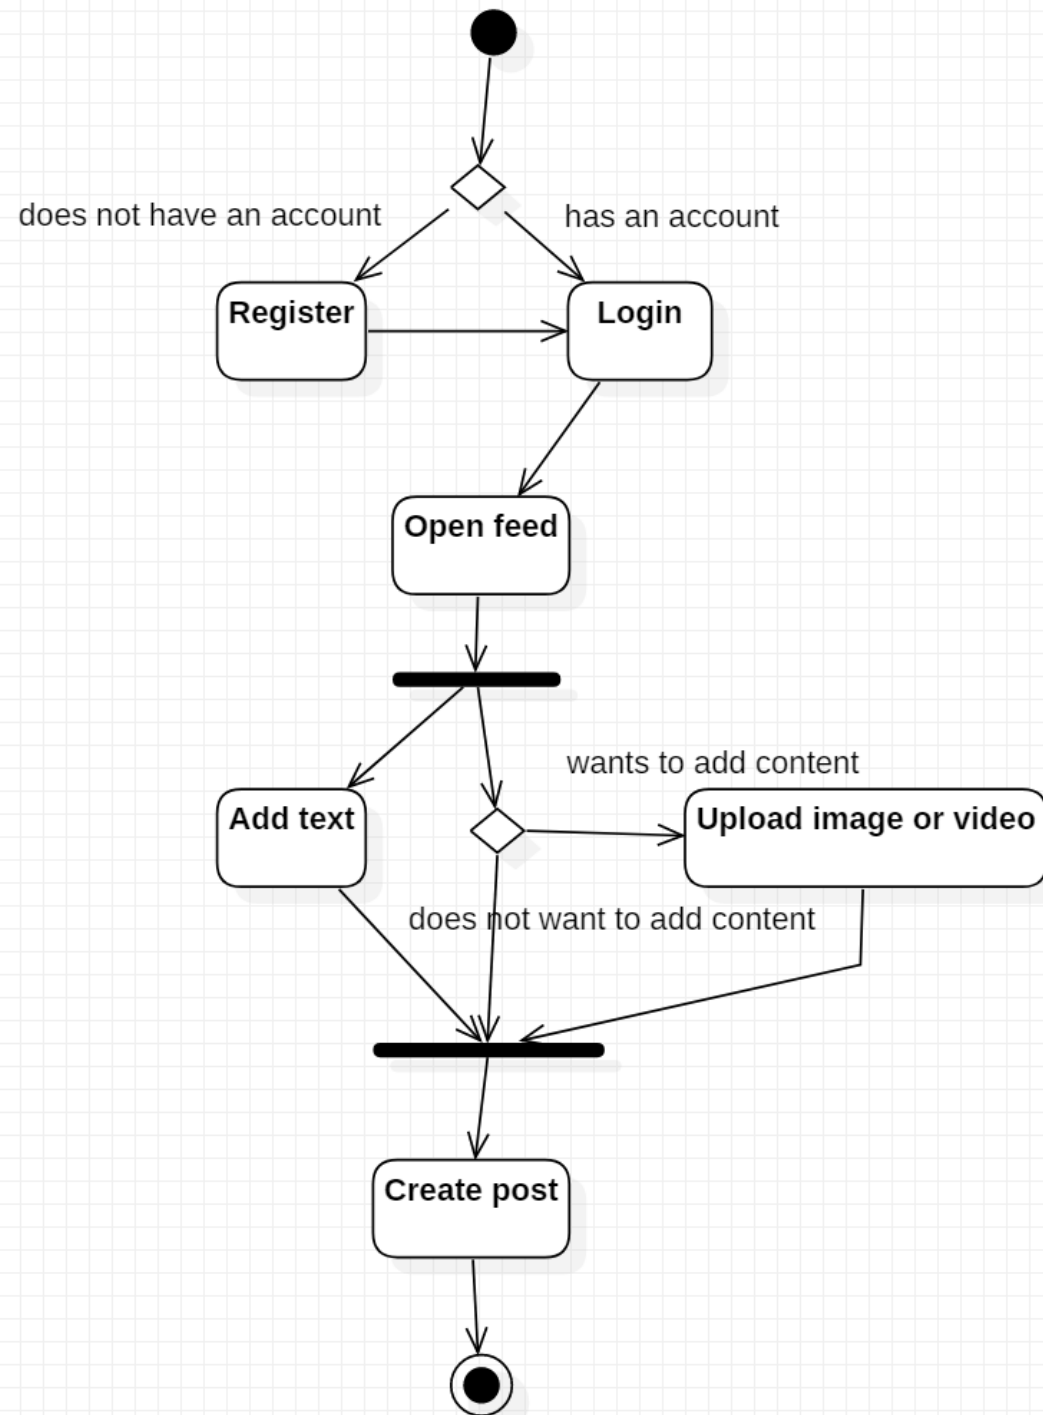 does not have an account
has an account
Register
Login
Open feed
wants to add content
Add text
Upload image or video
does not want to add content
Create post